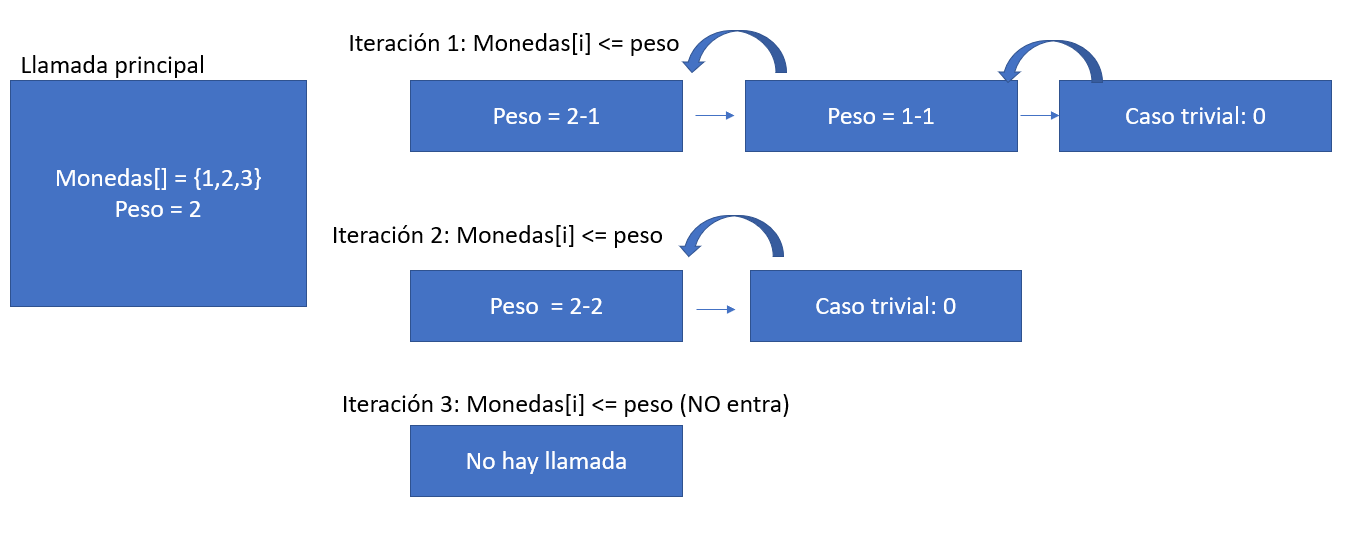 Llamada principal
Monedas[] = {1,2,3}
Peso = 2
Iteración 1: Monedas[i] <= peso
Peso = 2-1
Peso = 1-1
Caso trivial: 0
Iteración 2: Monedas[i] <= peso
Peso  = 2-2
Caso trivial: 0
Iteración 3: Monedas[i] <= peso (NO entra)
No hay llamada